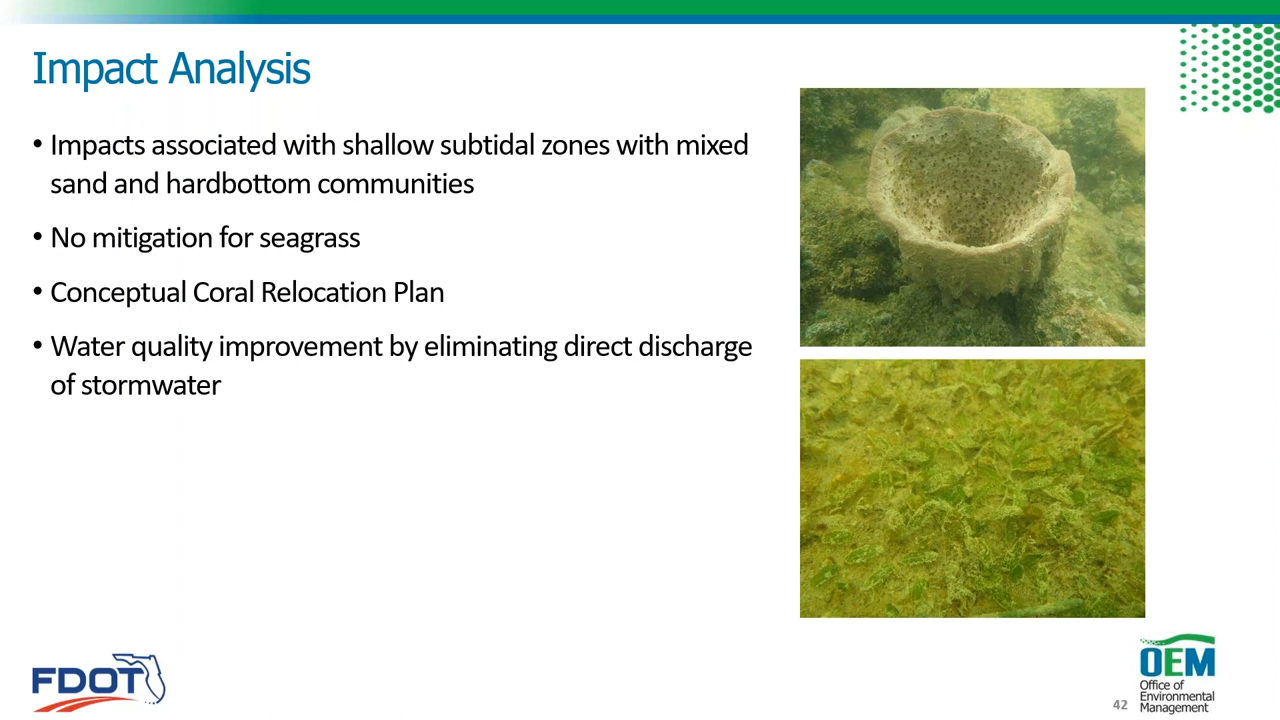 Impact Analysis
• Impacts associated with shallow subtidal zones with mixed
sand and hardbottom communities
• No mitigation for seagrass
• Conceptual Coral Relocation Plan
• Water quality improvement by eliminating direct discharge
of stormwater
FDOT
42
OEM
Office of
Environmental
Management